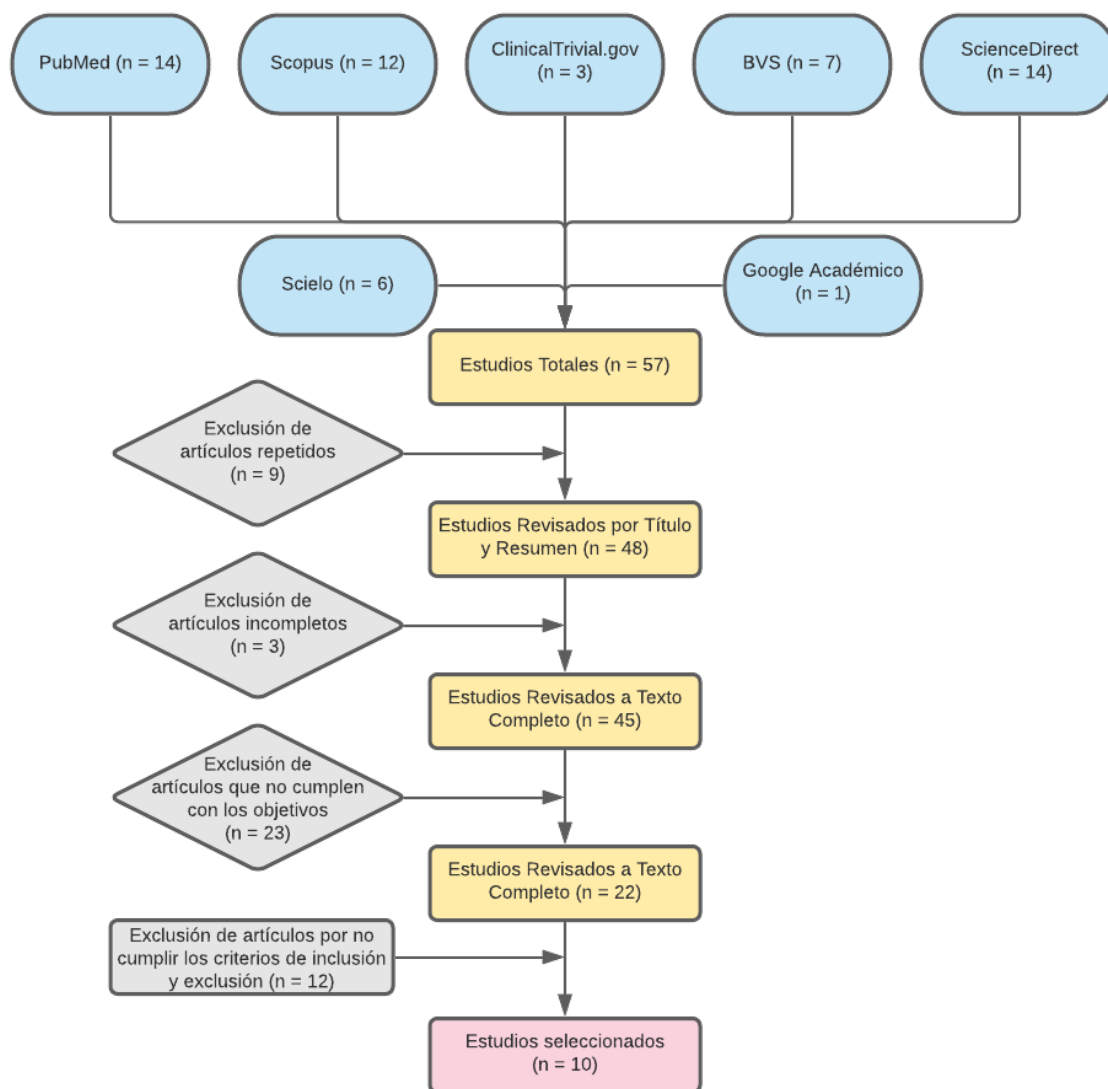 PubMed (n = 14)
Scopus (n = 12)
ClinicalTrivial.gov
(n = 3)
BVS (n = 7)
ScienceDirect
(n = 14)
Scielo (n = 6)
Google Académico
(n = 1)
Estudios Totales (n = 57)
Exclusión de
artículos repetidos
(n = 9)
Estudios Revisados por Título
y Resumen (n = 48)
Exclusión de
artículos incompletos
(n = 3)
Estudios Revisados a Texto
Completo (n = 45)
Exclusión de
artículos que no cumplen
con los objetivos
(n = 23)
Estudios Revisados a Texto
Completo (n = 22)
Exclusión de artículos por no
cumplir los criterios de inclusión
y exclusión (n = 12)
Estudios seleccionados
(n = 10)